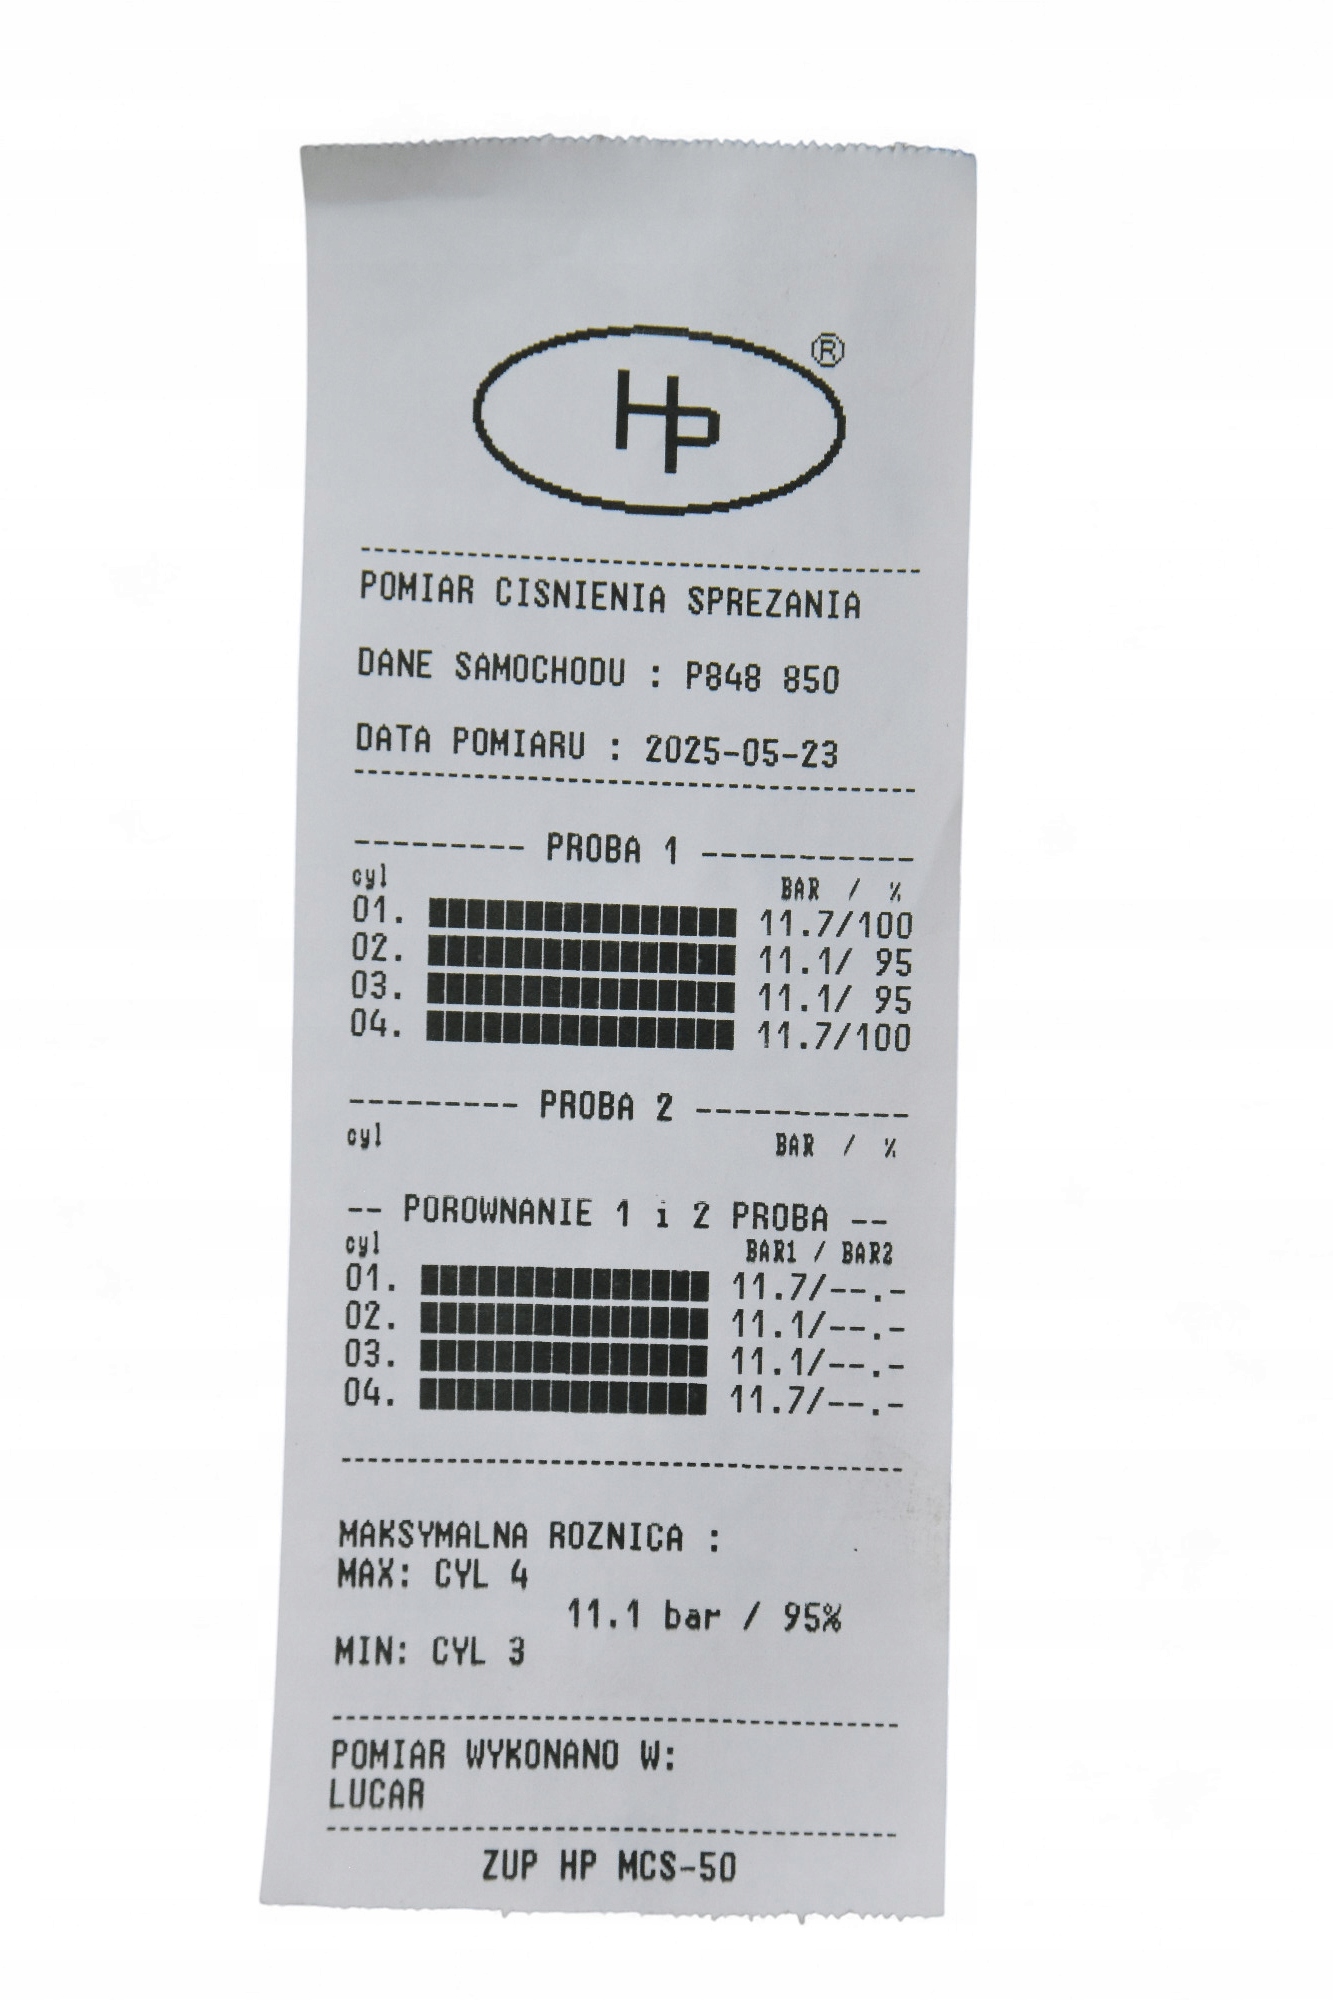 HP ®
POMIAR CISNIENIA SPREZANIA
DANE SAMOCHODU : P848 850
DATA POMIARU : 2025-05-23
--------- PROBA 1 -----------
cyl BAR / %
01. 11.7/100
02. 11.1/ 95
03. 11.1/ 95
04. 11.7/100
--------- PROBA 2 -----------
cyl BAR / %
-- POROWNANIE 1 i 2 PROBA --
cyl BAR1 / BAR2
01. 11.7/--.-
02. 11.1/--.-
03. 11.1/--.-
04. 11.7/--.-
MAKSYMALNA ROZNICA :
MAX: CYL 4
11.1 bar / 95%
MIN: CYL 3
POMIAR WYKONANO W:
LUCAR
ZUP HP MCS-50